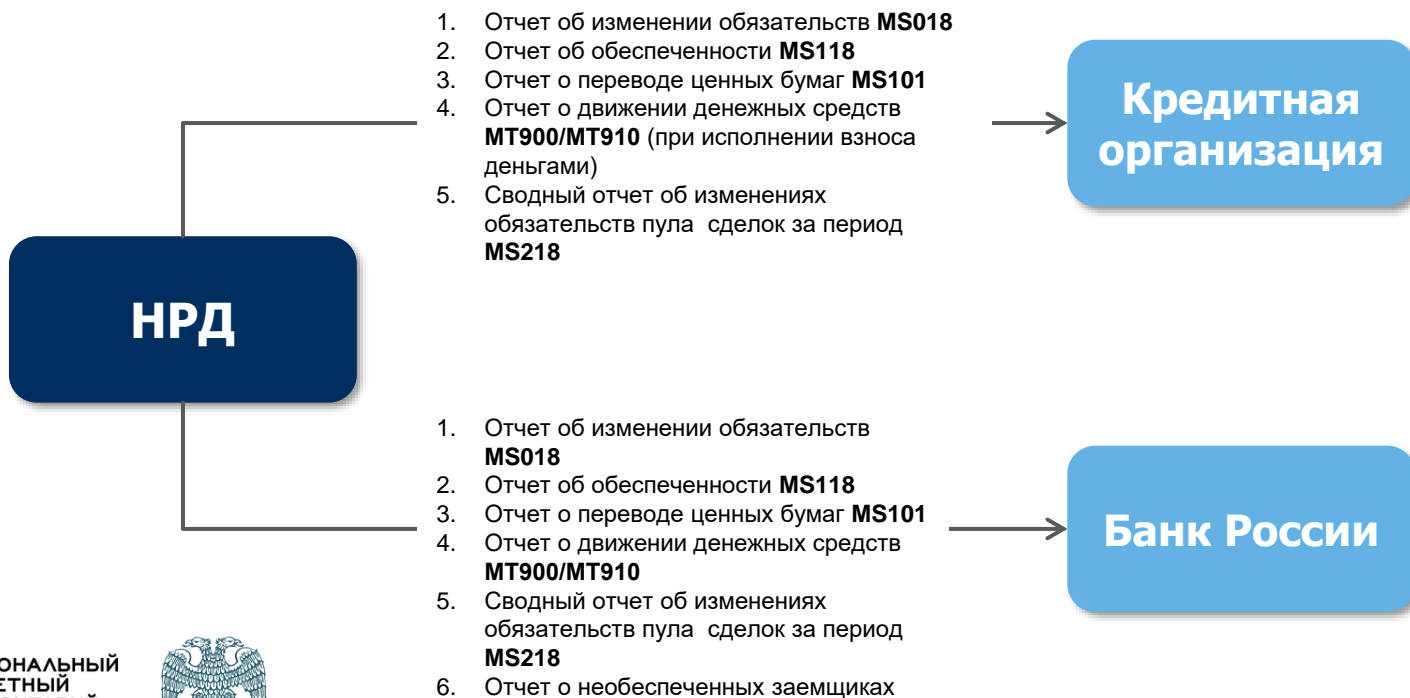 1. Отчет об изменении обязательств MS018
2. Отчет об обеспеченности MS118
3. Отчет о переводе ценных бумаг MS101
4. Отчет о движении денежных средств
MT900/MT910 (при исполнении взноса
деньгами)
5. Сводный отчет об изменениях
обязательств пула сделок за период
MS218
Кредитная
организация
НРД
1. Отчет об изменении обязательств
MS018
2. Отчет об обеспеченности MS118
3. Отчет о переводе ценных бумаг MS101
4. Отчет о движении денежных средств
MT900/MT910
5. Сводный отчет об изменениях
обязательств пула сделок за период
MS218
6. Отчет о необеспеченных заемщиках
Банк России
ОНАЛЬНЫЙ
ЕТНЫЙ